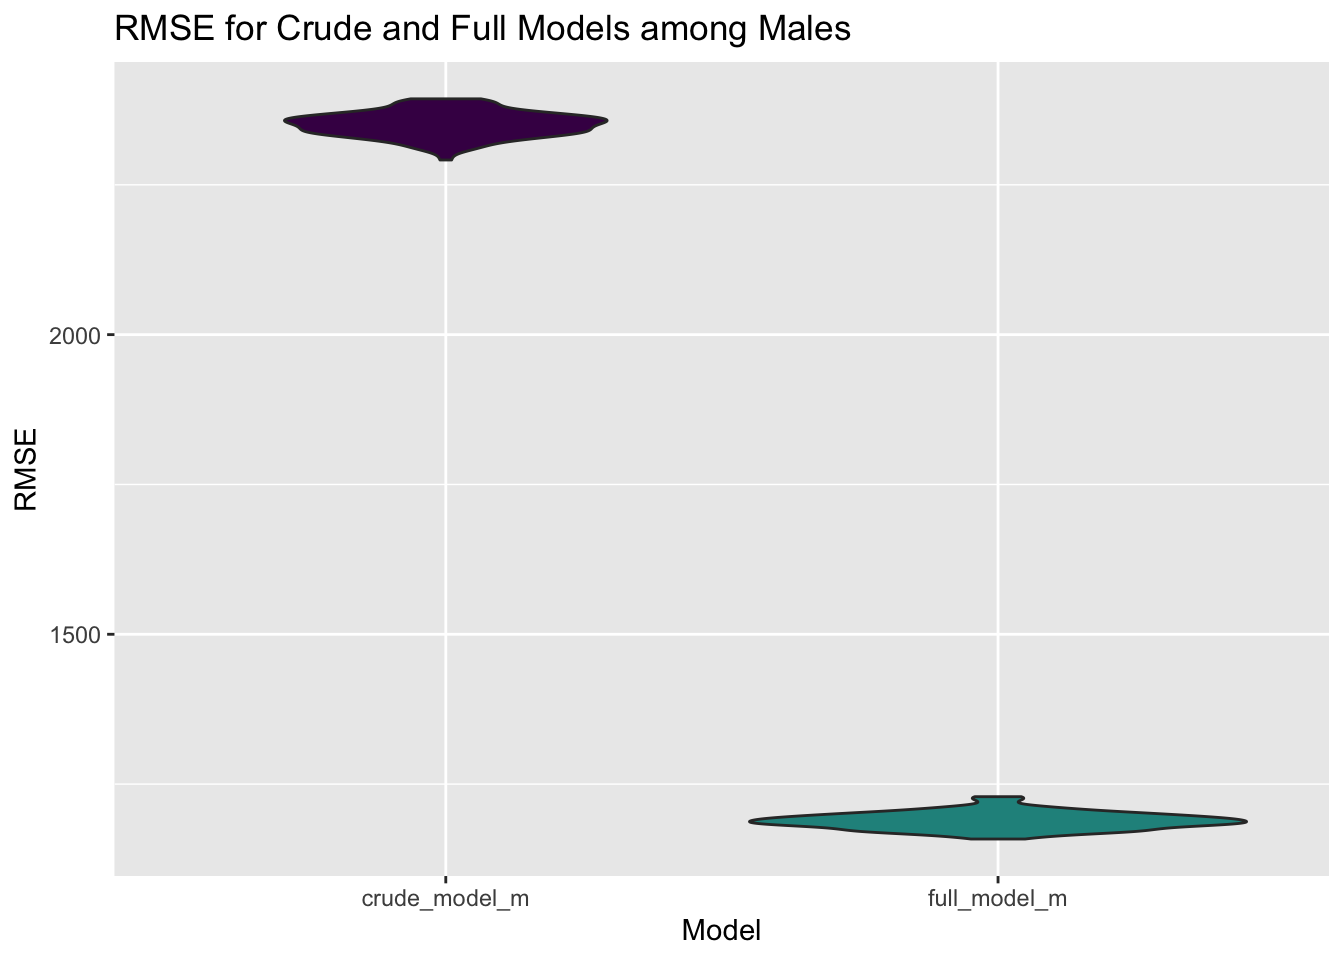 RMSE for Crude and Full Models among Males
RMSE
2000
1500
crude_model_m
full_model_m
Model